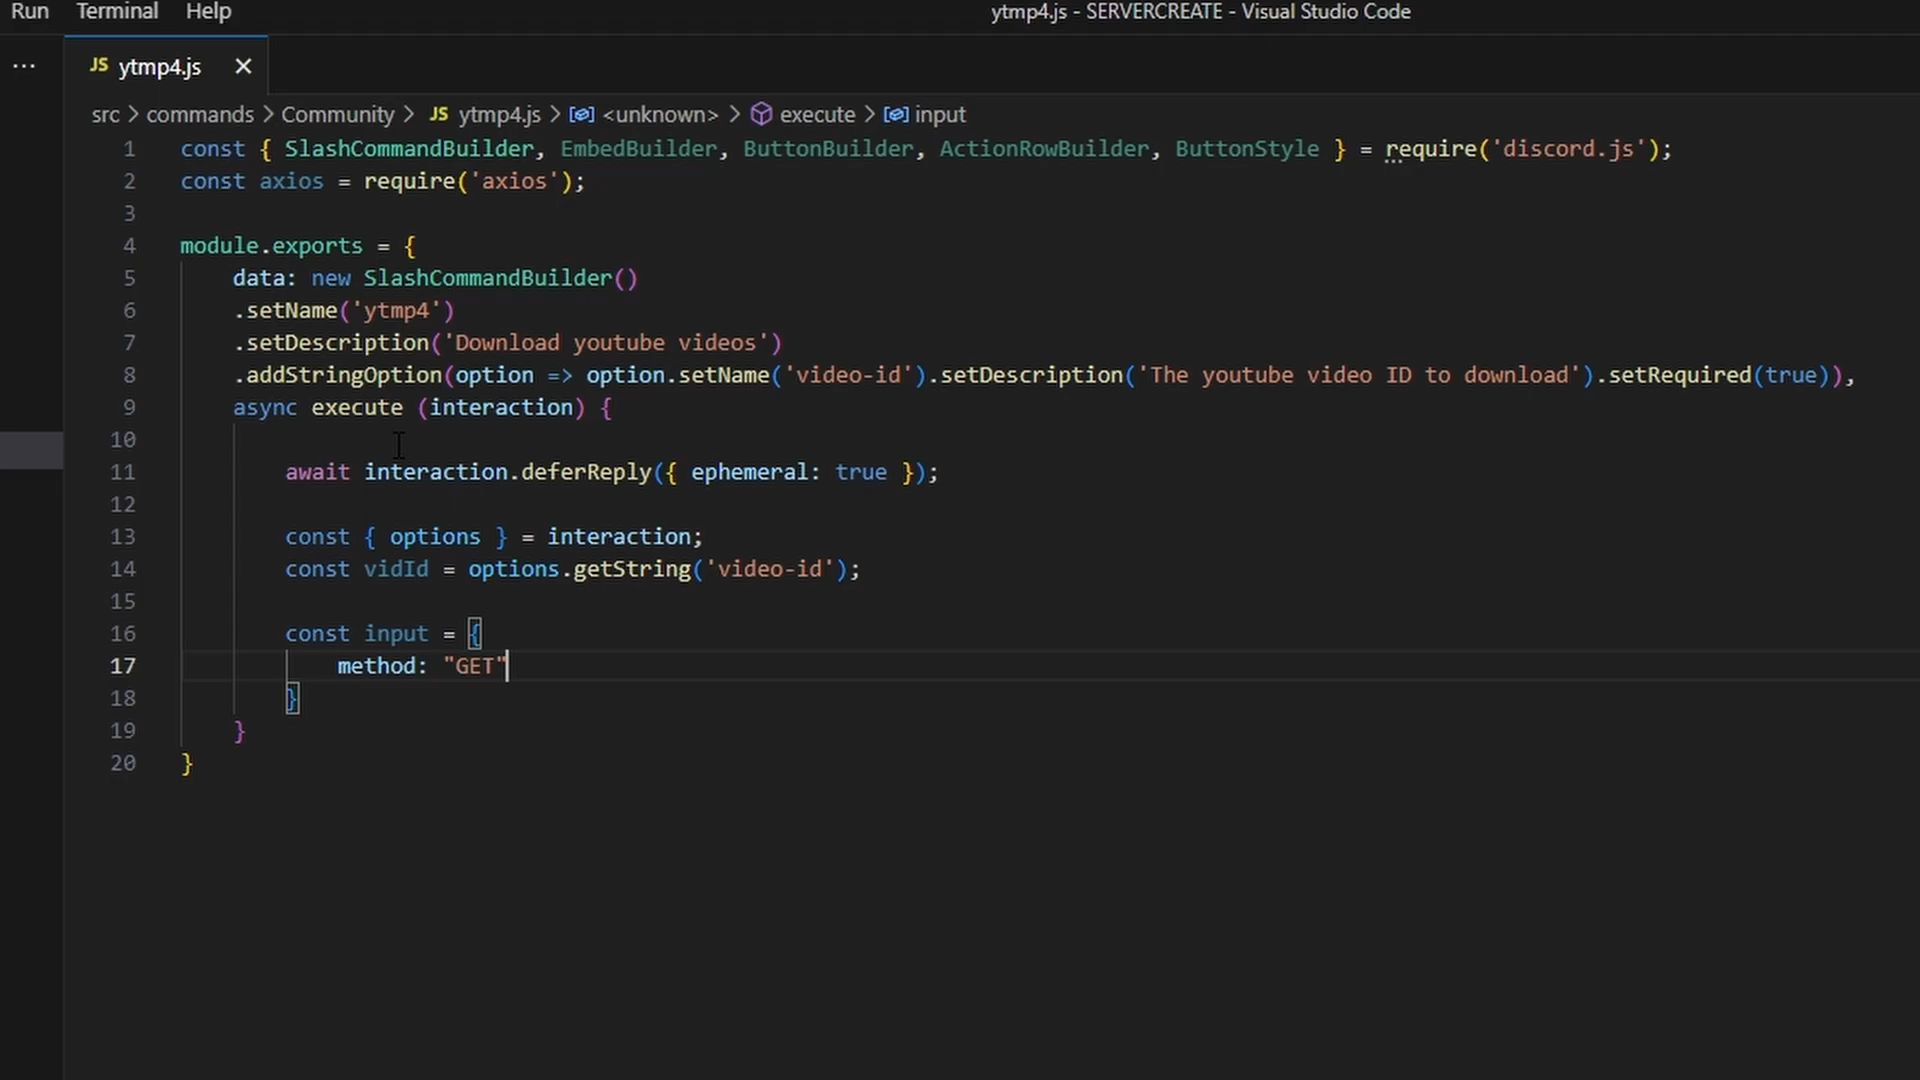 Run Terminal Help ytmp4.js - SERVERCREATE - Visual Studio Code
... JS ytmp4.js ×
src > commands > Community > JS ytmp4.js > <unknown> > execute > input
1 const { SlashCommandBuilder, EmbedBuilder, ButtonBuilder, ActionRowBuilder, ButtonStyle } = require('discord.js');
2 const axios = require('axios');
3
4 module.exports = {
5 data: new SlashCommandBuilder()
6 .setName('ytmp4')
7 .setDescription('Download youtube videos')
8 .addStringOption(option => option.setName('video-id').setDescription('The youtube video ID to download').setRequired(true)),
9 async execute (interaction) {
10
11 await interaction.deferReply({ ephemeral: true });
12
13 const { options } = interaction;
14 const vidId = options.getString('video-id');
15
16 const input = {
17 method: "GET"
18 }
19 }
20 }